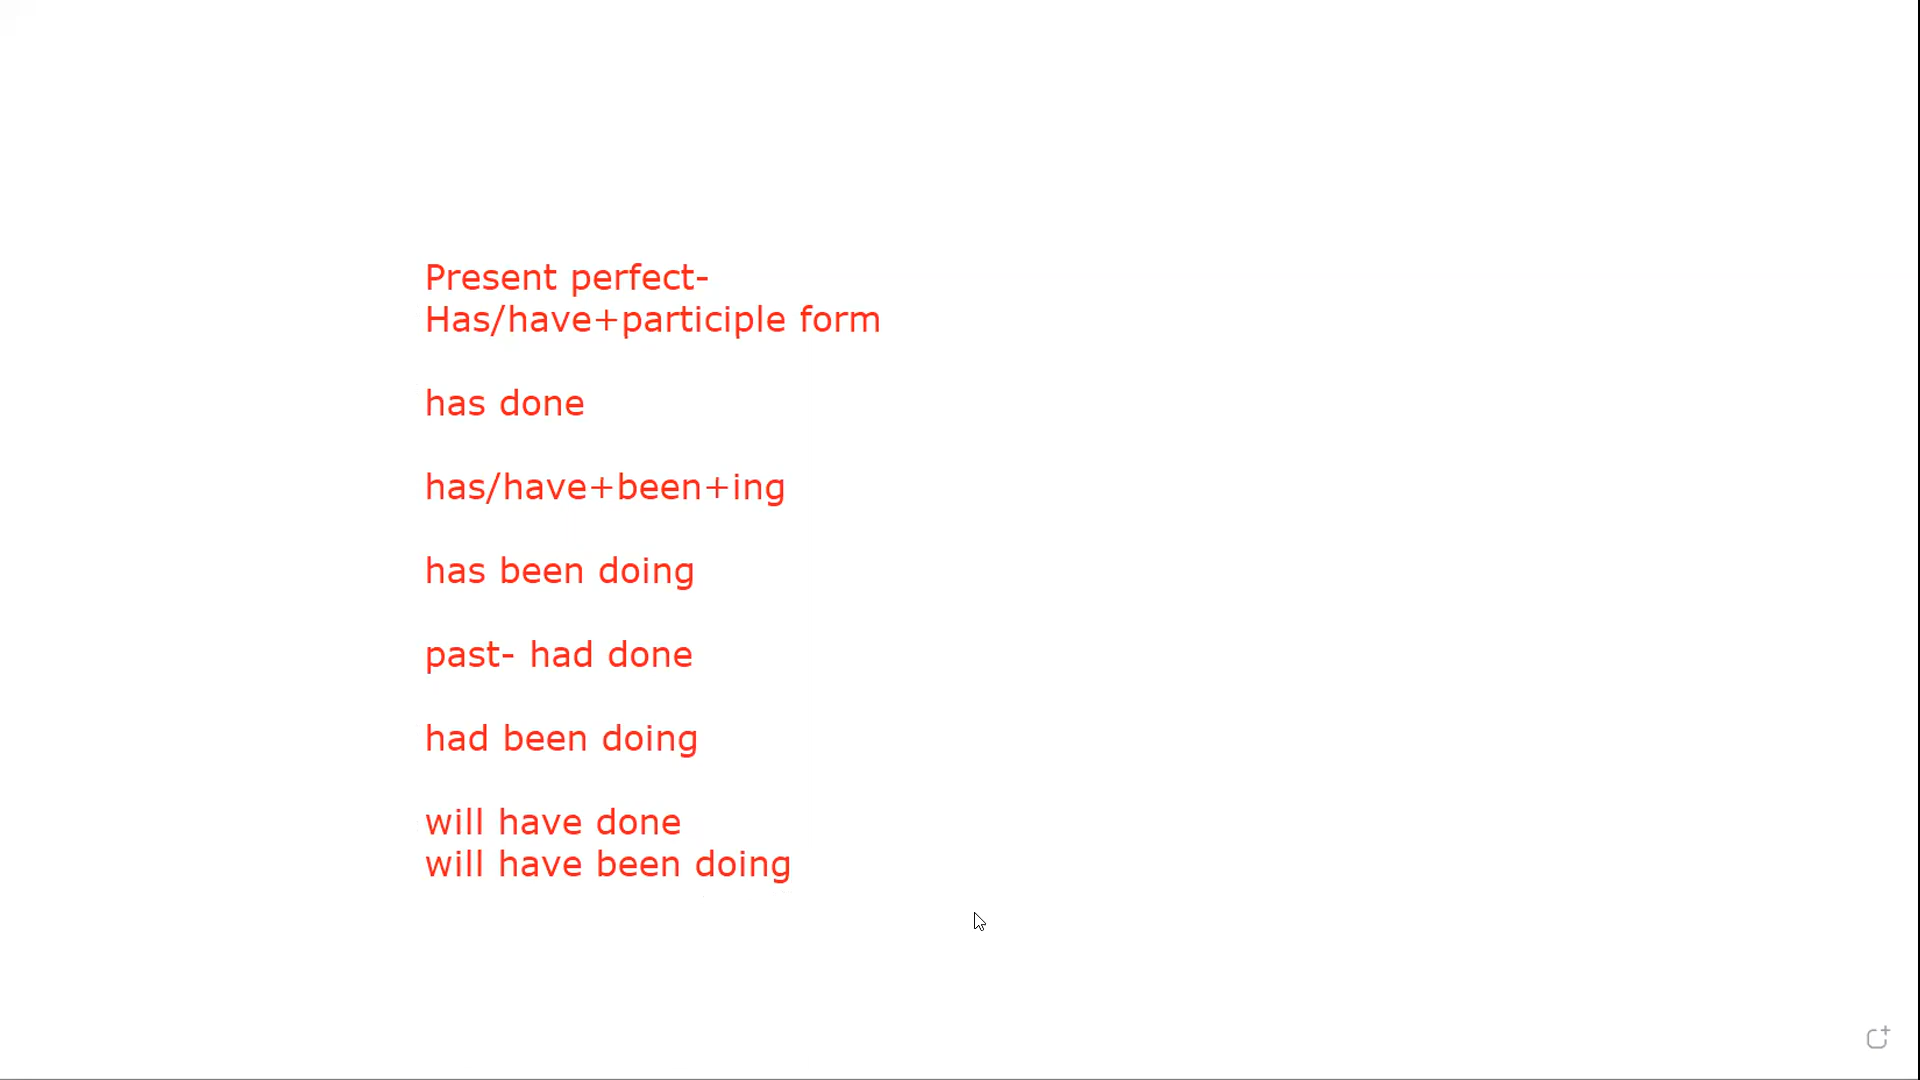 Present perfect-
Has/have+participle form
has done
has/have+been+ing
has been doing
past- had done
had been doing
will have done
will have been doing